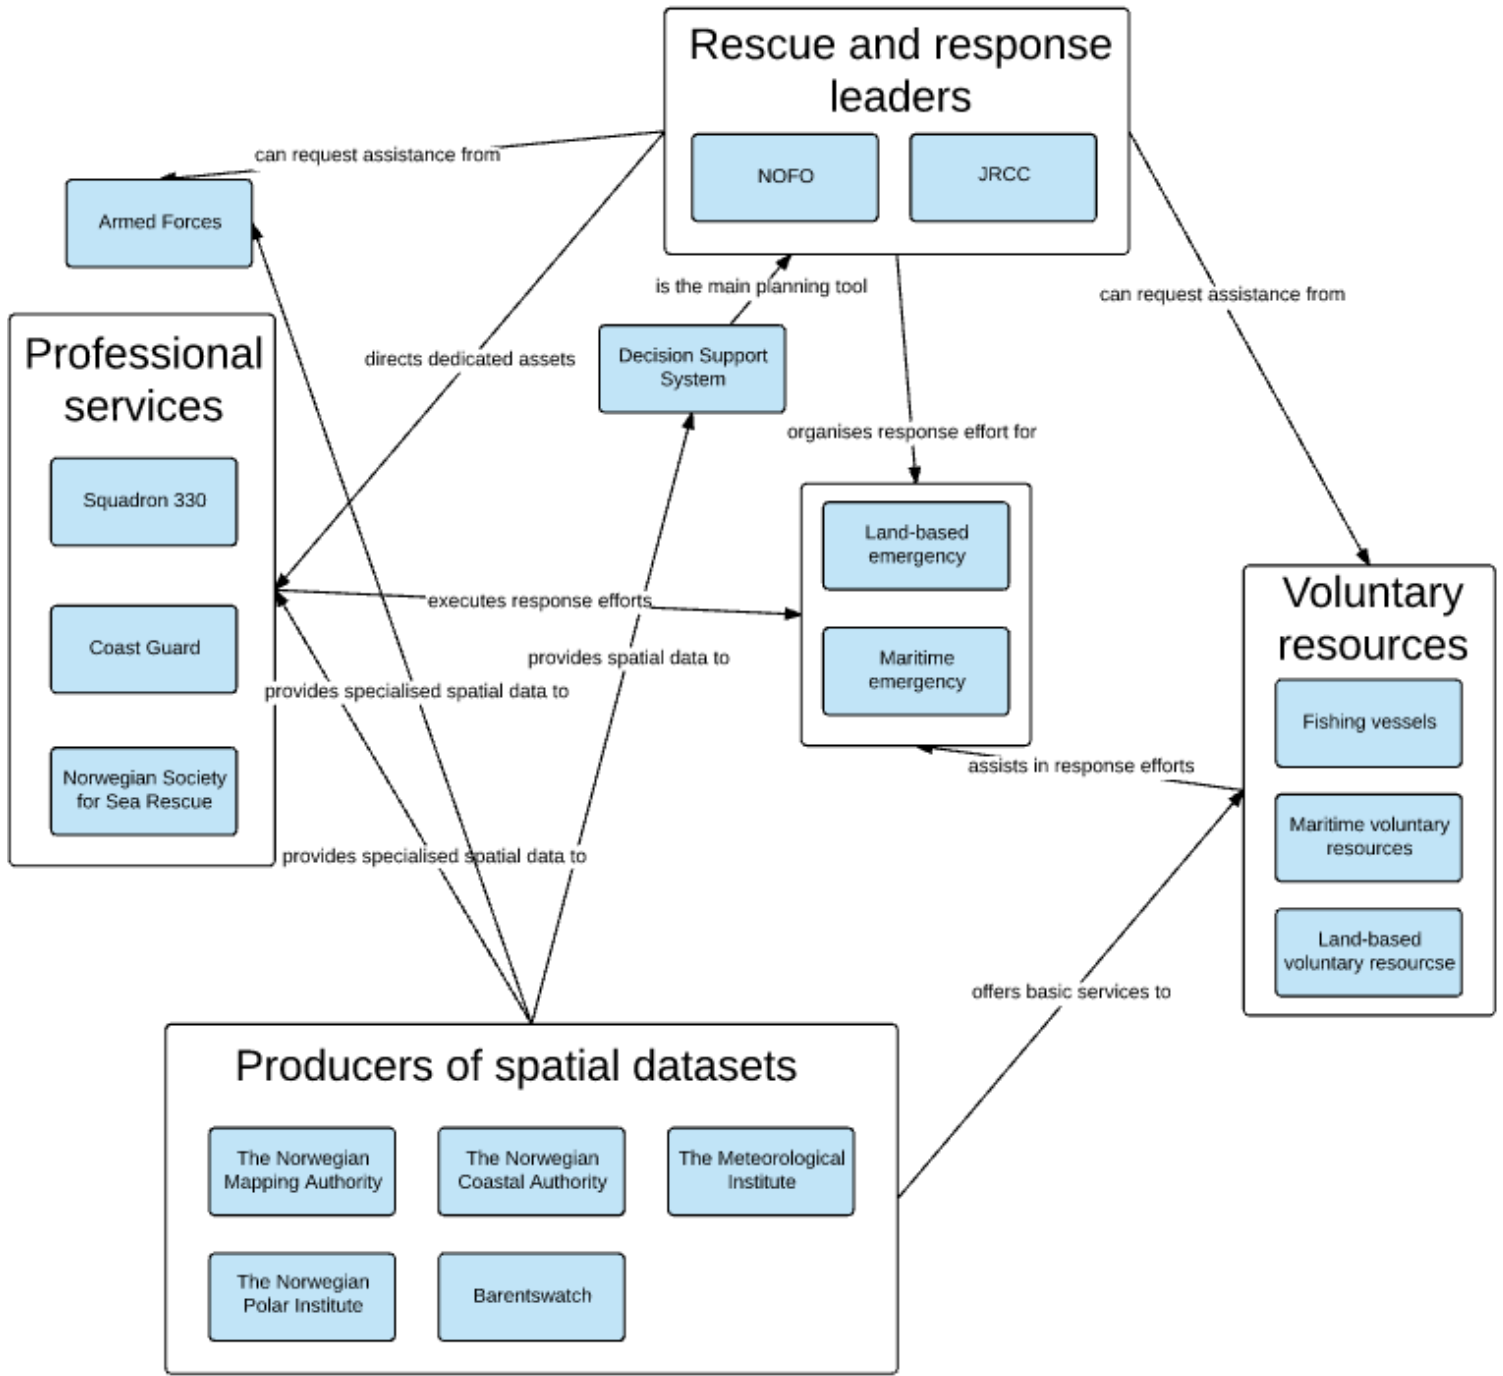 Rescue and response
leaders
NOFO
JRCC
can request assistance from
Armed Forces
is the main planning tool
can request assistance from
Professional
services
directs dedicated assets
Decision Support
System
organises response effort for
Squadron 330
Land-based
emergency
executes response efforts
Voluntary
resources
Coast Guard
provides spatial data to
Maritime
emergency
provides specialised spatial data to
Fishing vessels
Norwegian Society
for Sea Rescue
assists in response efforts
Maritime voluntary
resources
provides specialised spatial data to
Land-based
voluntary resourcse
offers basic services to
Producers of spatial datasets
The Norwegian
Mapping Authority
The Norwegian
Coastal Authority
The Meteorological
Institute
The Norwegian
Polar Institute
Barentswatch